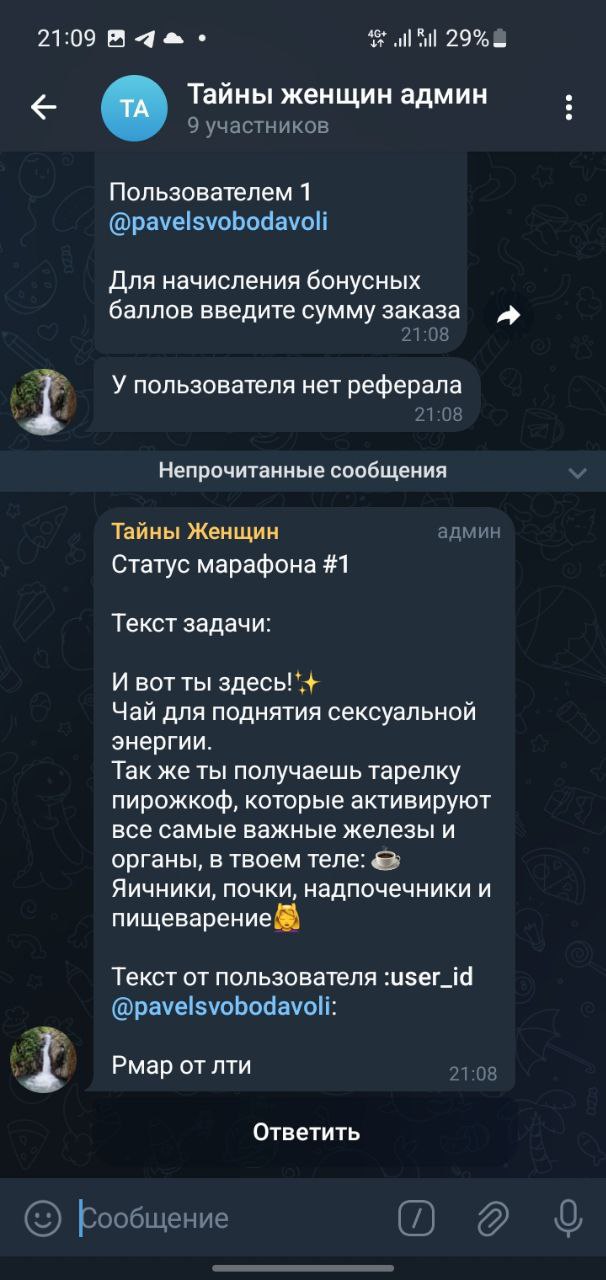 21:09
4G+
R
29%
ТА
Тайны женщин админ
9 участников
Пользователем 1
@pavelsvobodavoli
Для начисления бонусных
баллов введите сумму заказа
21:08
У пользователя нет реферала
21:08
Непрочитанные сообщения
Тайны Женщин админ
Статус марафона #1
Текст задачи:
И вот ты здесь!✨
Чай для поднятия сексуальной
энергии.
Так же ты получаешь тарелку
пирожкоф, которые активируют
все самые важные железы и
органы, в твоем теле:☕
Яичники, почки, надпочечники и
пищеварение💆
Текст от пользователя :user_id
@pavelsvobodavoli:
Рмар от лти
21:08
Ответить
Сообщение